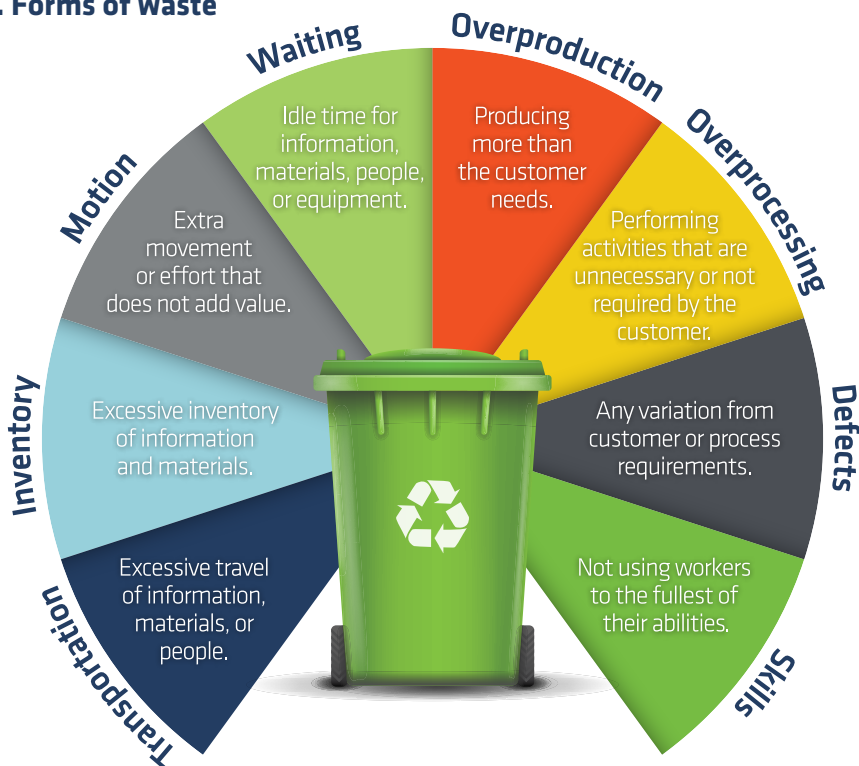 . Forms of Waste
Transportation
Excessive travel
of information,
materials, or
people.
Inventory
Excessive inventory
of information
and materials.
Motion
Extra
movement
or effort that
does not add value.
Waiting
Idle time for
information,
materials, people,
or equipment.
Overproduction
Producing
more than
the customer
needs.
Overprocessing
Performing
activities that are
unnecessary or not
required by the
customer.
Defects
Any variation from
customer or process
requirements.
Skills
Not using workers
to the fullest of
their abilities.